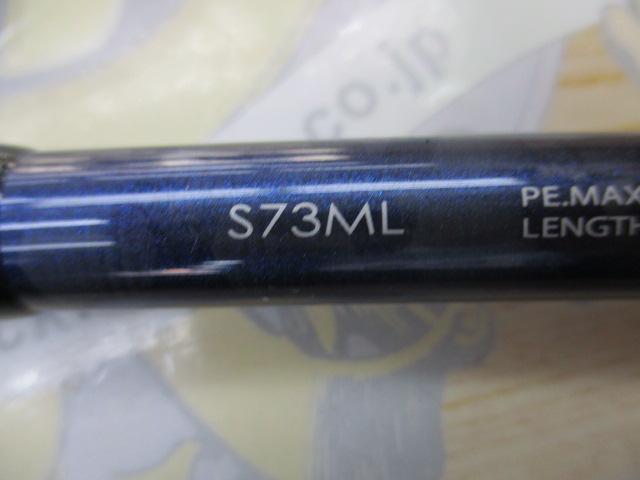 .co.jp
S73ML
PE.MAX
LENGTH